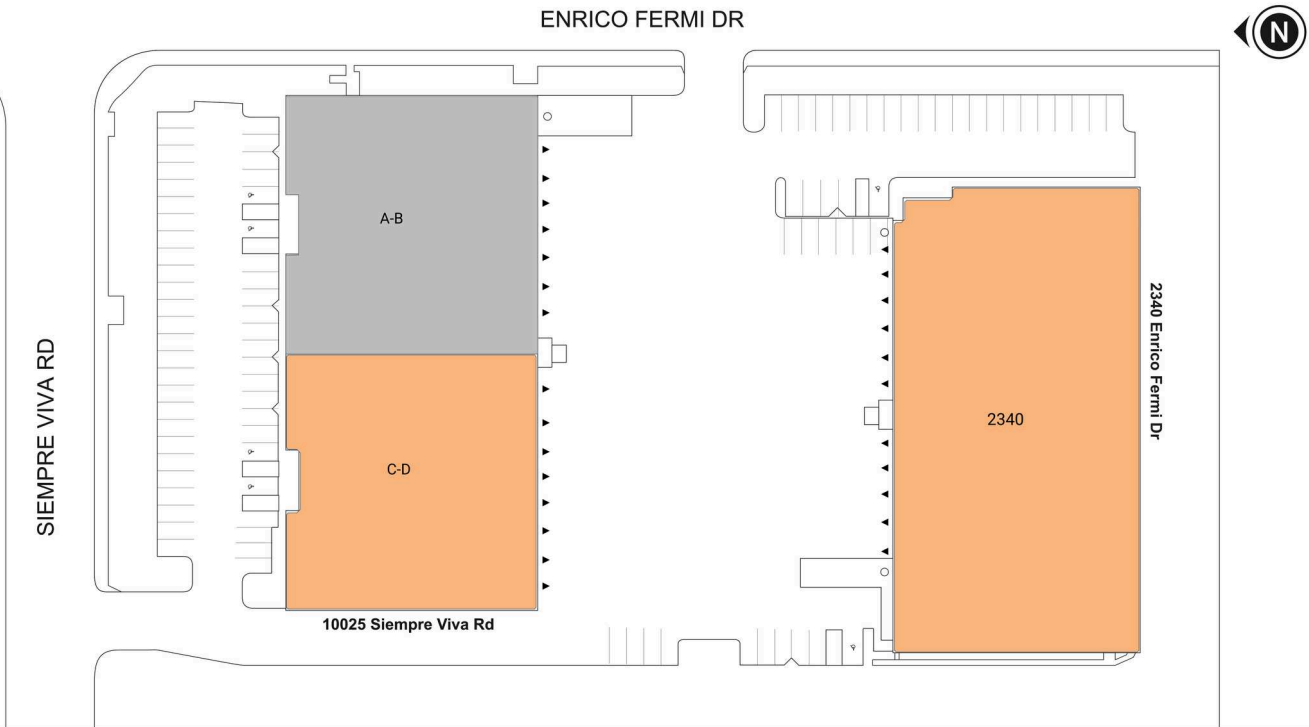 ENRICO FERMI DR
N
A-B
SIEMPRE VIVA RD
2340 Enrico Fermi Dr
2340
C-D
10025 Siempre Viva Rd